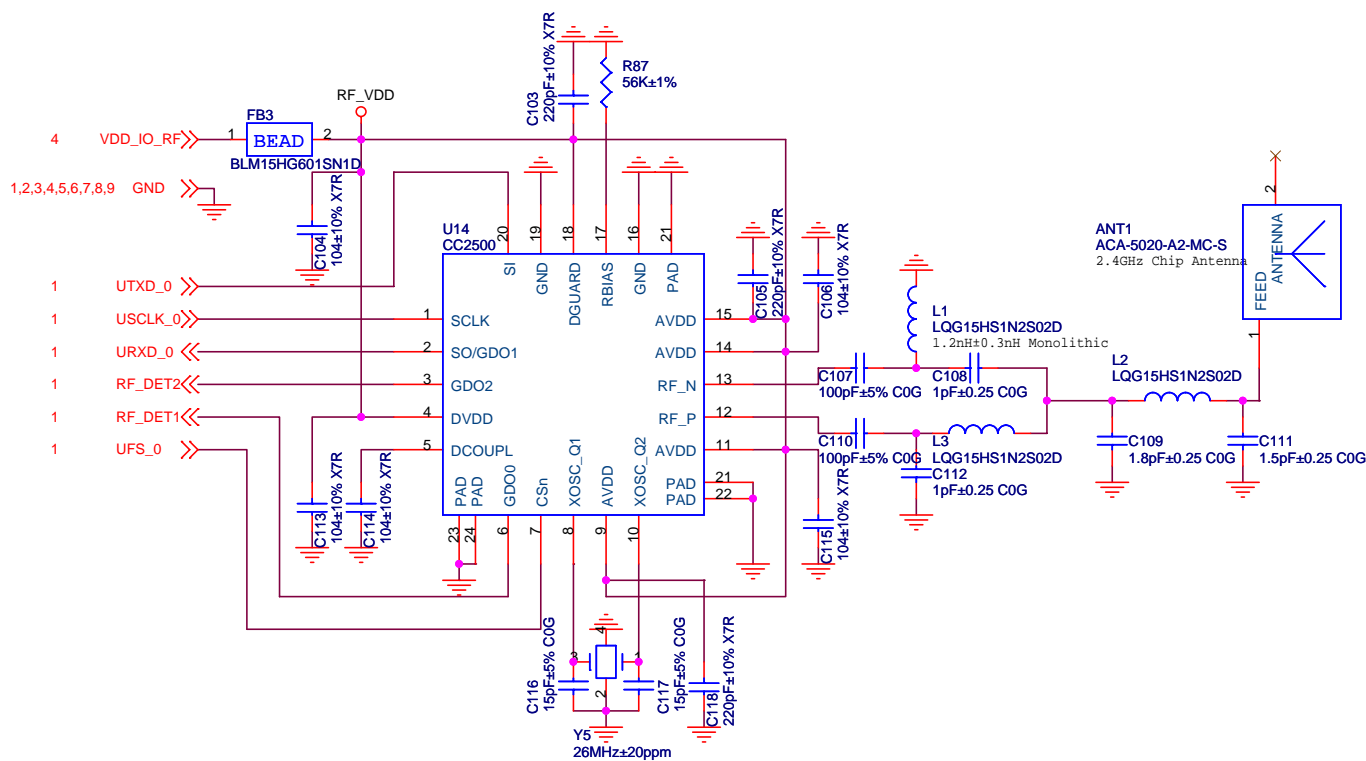 C103
220pF±10% X7R
R87
56K±1%
RF_VDD
FB3
4 VDD_IO_RF
1
BEAD
2
BLM15HG601SN1D
1,2,3,4,5,6,7,8,9 GND
C104
104±10% X7R
U14
CC2500
20
19
18
17
16
21
SI
GND
DGUARD
RBIAS
GND
PAD
C105
220pF±10% X7R
C106
104±10% X7R
ANT1
ACA-5020-A2-MC-S
2.4GHz Chip Antenna
2
FEED
ANTENNA
1
1 UTXD_0
1 USCLK_0
1 URXD_0
1 RF_DET2
1 RF_DET1
1 UFS_0
1 SCLK
2 SO/GDO1
3 GDO2
4 DVDD
5 DCOUPL
AVDD 15
AVDD 14
RF_N 13
RF_P 12
AVDD 11
PAD 21
PAD 22
L1
LQG15HS1N2S02D
1.2nH±0.3nH Monolithic
C107
100pF±5% C0G
C108
1pF±0.25 C0G
L2
LQG15HS1N2S02D
C110
100pF±5% C0G
L3
LQG15HS1N2S02D
C112
1pF±0.25 C0G
C109
1.8pF±0.25 C0G
C111
1.5pF±0.25 C0G
C113
104±10% X7R
C114
104±10% X7R
PAD
PAD
GDO0
CSn
XOSC_Q1
AVDD
XOSC_Q2
23
24
6
7
8
9
10
C115
104±10% X7R
C116
15pF±5% C0G
4
3
1
2
C117
15pF±5% C0G
C118
220pF±10% X7R
Y5
26MHz±20ppm